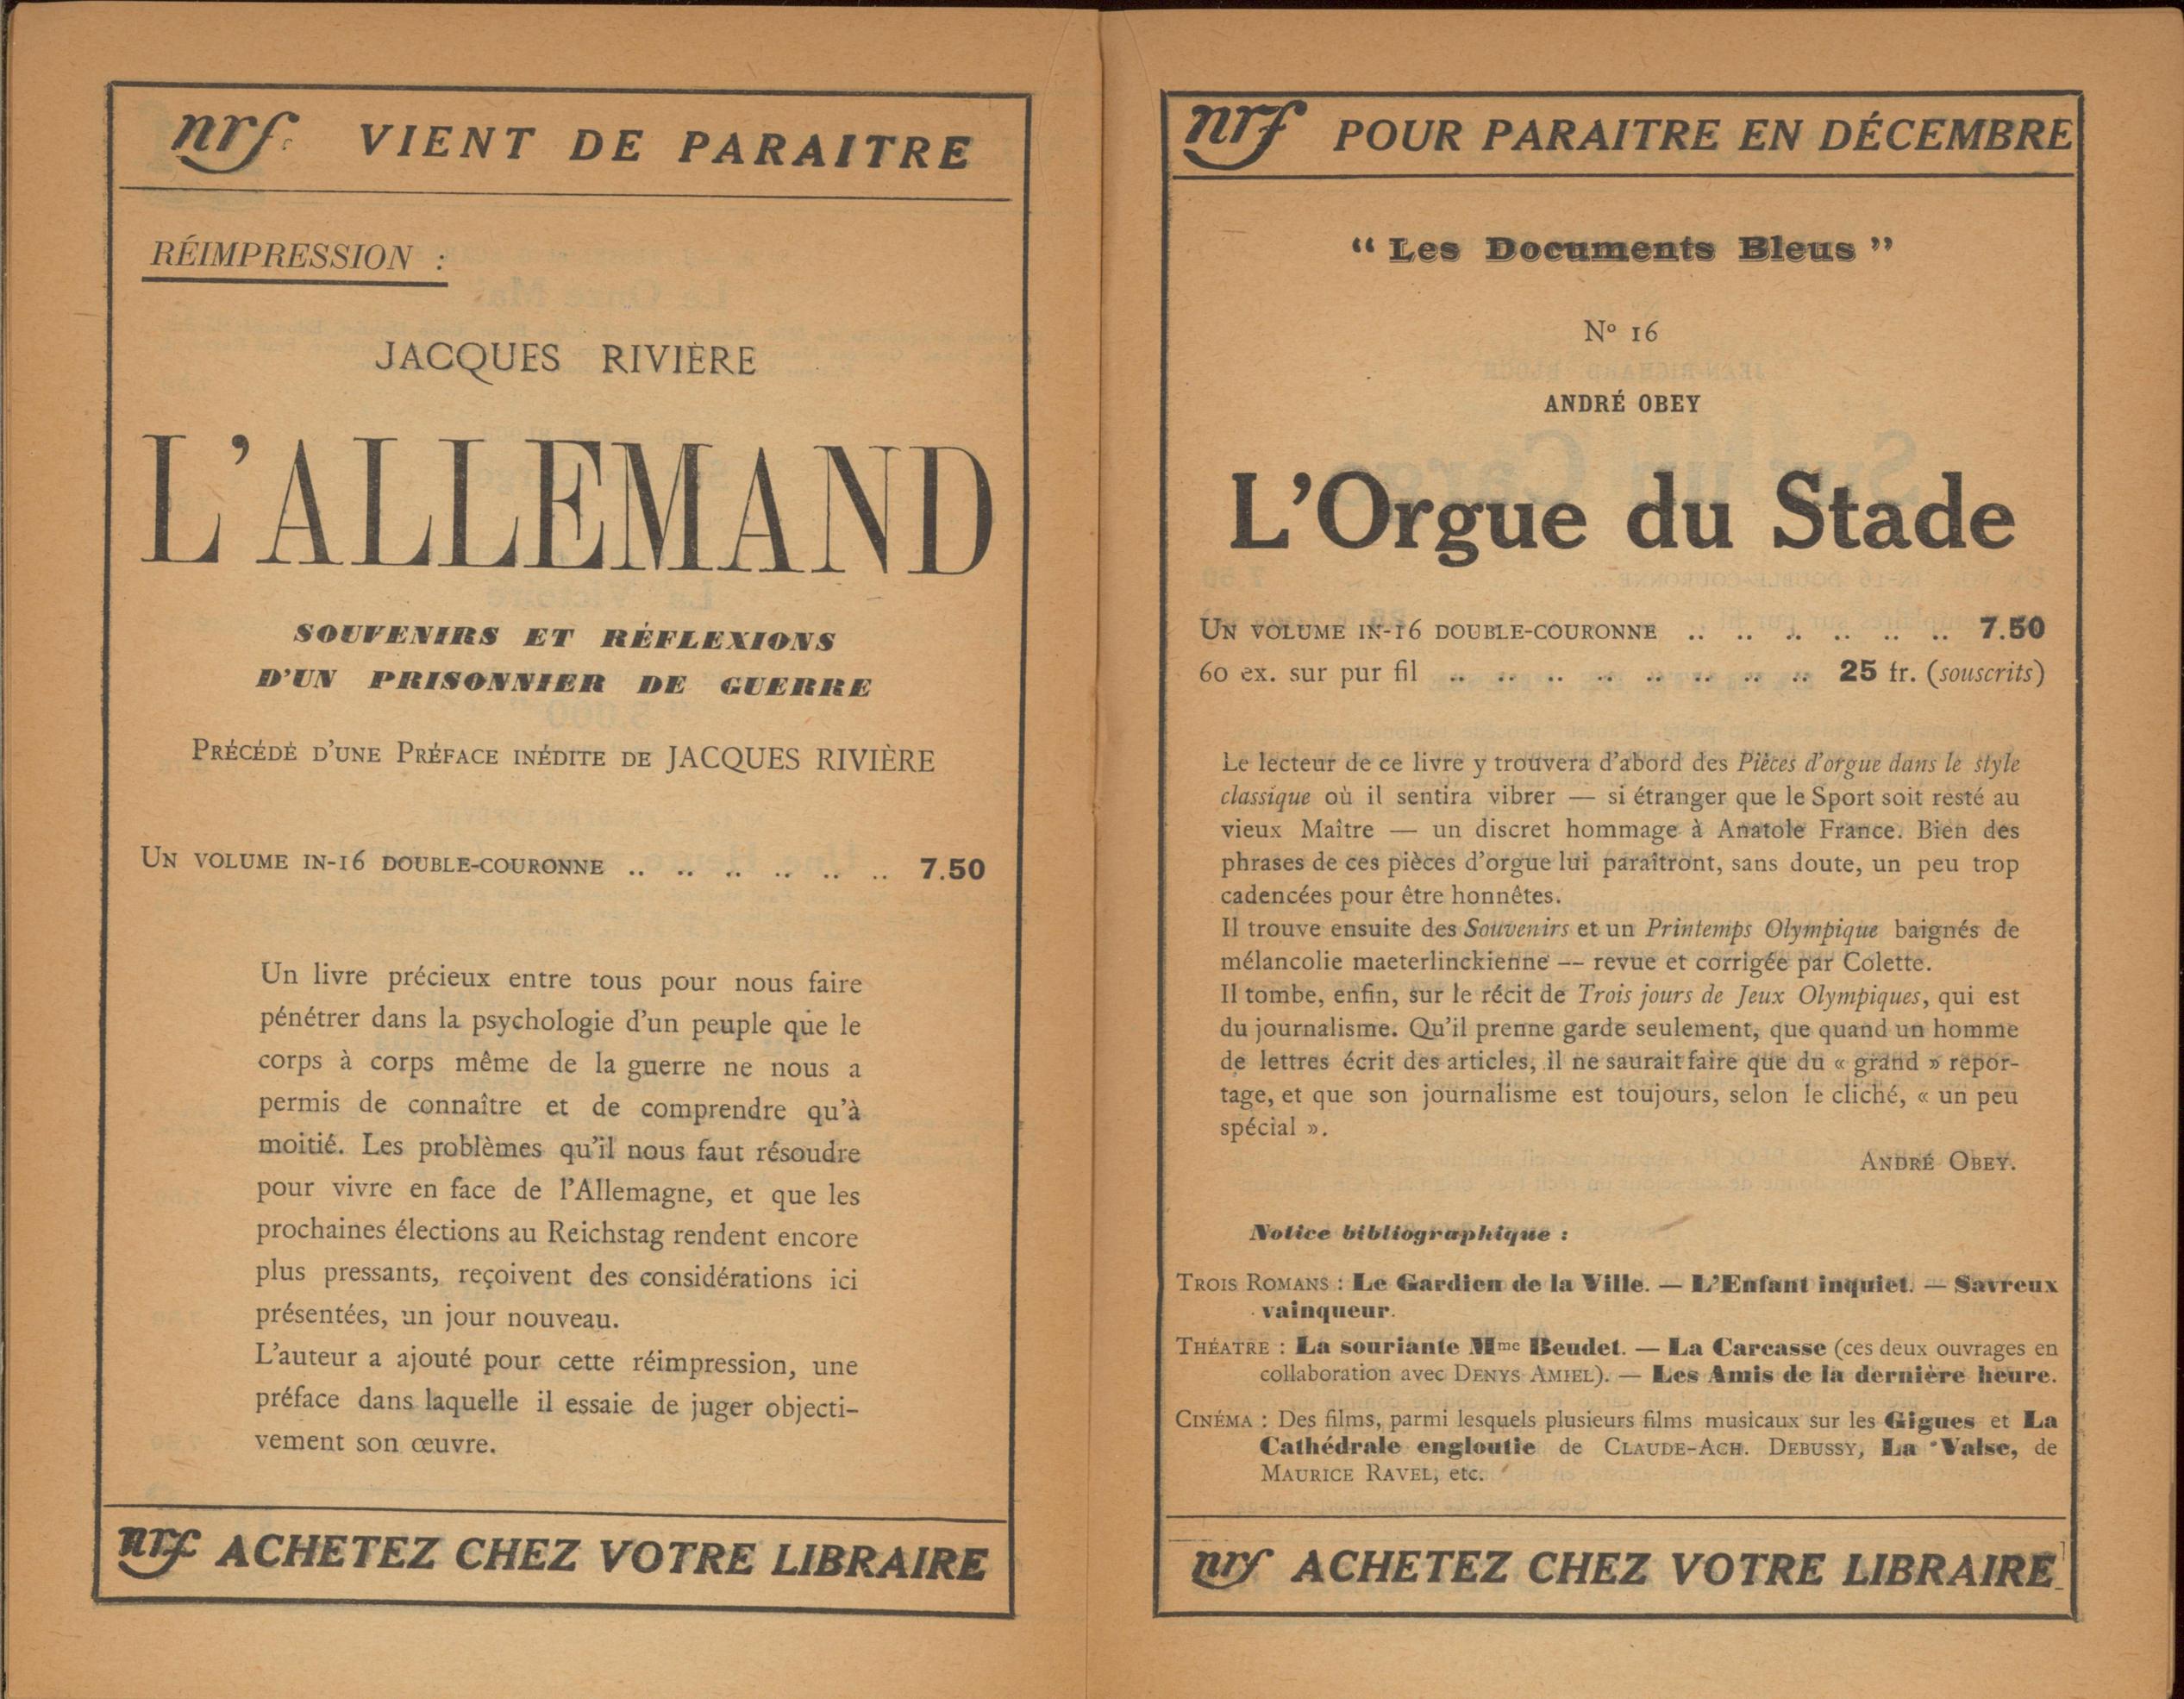 nrf VIENT DE PARAITRE
RÉIMPRESSION :
JACQUES RIVIÈRE
L'ALLEMAND
SOUVENIRS ET RÉFLEXIONS
D'UN PRISONNIER DE GUERRE
PRÉCÉDÉ D'UNE PRÉFACE INÉDITE DE JACQUES RIVIÈRE
UN VOLUME IN-16 DOUBLE-COURONNE .. .. .. .. .. .. 7.50
Un livre précieux entre tous pour nous faire
pénétrer dans la psychologie d'un peuple que le
corps à corps même de la guerre ne nous a
permis de connaître et de comprendre qu'à
moitié. Les problèmes qu'il nous faut résoudre
pour vivre en face de l'Allemagne, et que les
prochaines élections au Reichstag rendent encore
plus pressants, reçoivent des considérations ici
présentées, un jour nouveau.
L'auteur a ajouté pour cette réimpression, une
préface dans laquelle il essaie de juger objecti-
vement son œuvre.
nrf ACHETEZ CHEZ VOTRE LIBRAIRE
nrf POUR PARAITRE EN DÉCEMBRE
“ Les Documents Bleus ”
Nº 16
ANDRÉ OBEY
L'Orgue du Stade
UN VOLUME IN-16 DOUBLE-COURONNE .. .. .. .. .. .. 7.50
60 ex. sur pur fil .. .. .. .. .. .. .. .. 25 fr. (souscrits)
Le lecteur de ce livre y trouvera d'abord des Pièces d'orgue dans le style
classique où il sentira vibrer — si étranger que le Sport soit resté au
vieux Maître — un discret hommage à Anatole France. Bien des
phrases de ces pièces d'orgue lui paraîtront, sans doute, un peu trop
cadencées pour être honnêtes.
Il trouve ensuite des Souvenirs et un Printemps Olympique baignés de
mélancolie maeterlinckienne — revue et corrigée par Colette.
Il tombe, enfin, sur le récit de Trois jours de Jeux Olympiques, qui est
du journalisme. Qu'il prenne garde seulement, que quand un homme
de lettres écrit des articles, il ne saurait faire que du « grand » repor-
tage, et que son journalisme est toujours, selon le cliché, « un peu
spécial ».
ANDRÉ OBEY.
Notice bibliographique :
TROIS ROMANS : Le Gardien de la Ville. — L'Enfant inquiet. — Savreux
vainqueur.
THÉATRE : La souriante Mme Beudet. — La Carcasse (ces deux ouvrages en
collaboration avec DENYS AMIEL). — Les Amis de la dernière heure.
CINÉMA : Des films, parmi lesquels plusieurs films musicaux sur les Gigues et La
Cathédrale engloutie de CLAUDE-ACH. DEBUSSY, La Valse, de
MAURICE RAVEL, etc.
nrf ACHETEZ CHEZ VOTRE LIBRAIRE